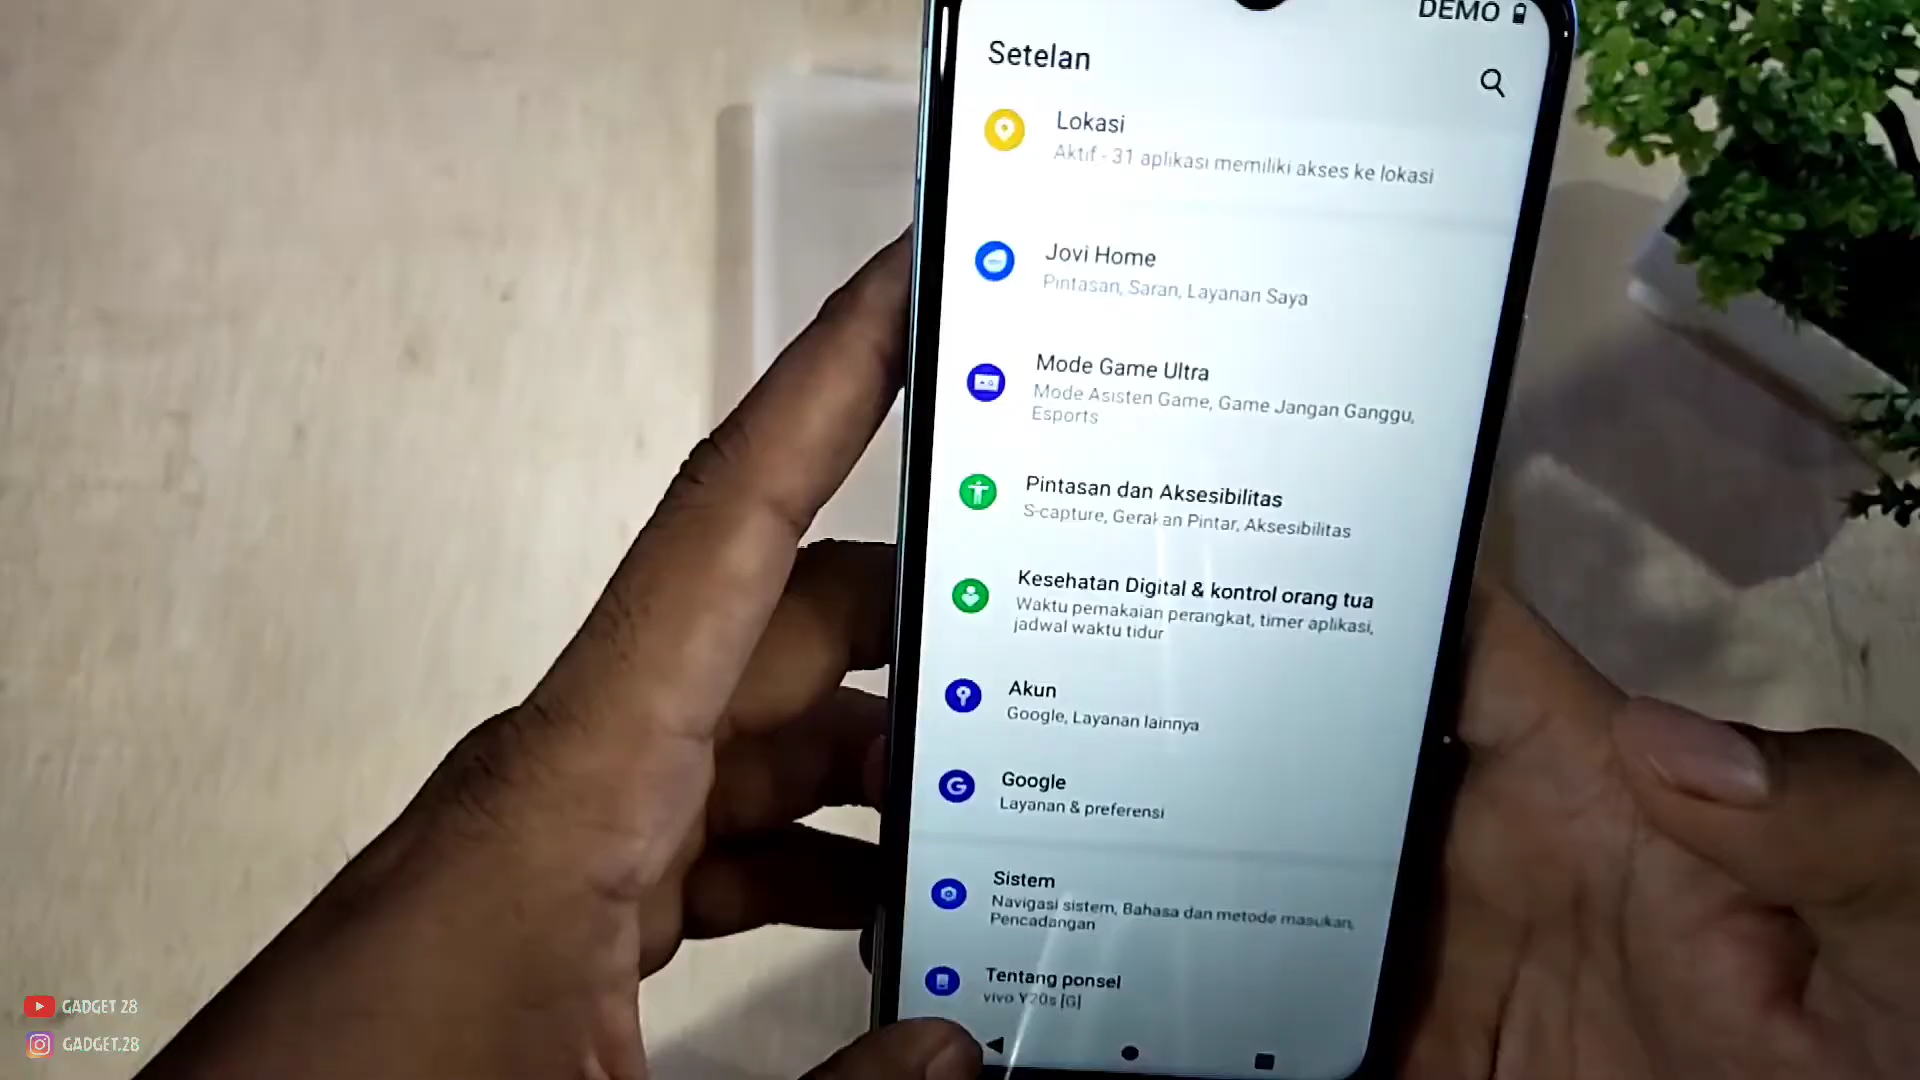 DEMO
Setelan
Lokasi
Aktif - 31 aplikasi memiliki akses ke lokasi
Jovi Home
Pintasan, Saran, Layanan Saya
Mode Game Ultra
Mode Asisten Game, Game Jangan Ganggu,
Esports
Pintasan dan Aksesibilitas
S-capture, Gerakan Pintar, Aksesibilitas
Kesehatan Digital & kontrol orang tua
Waktu pemakaian perangkat, timer aplikasi,
jadwal waktu tidur
Akun
Google, Layanan lainnya
G
Google
Layanan & preferensi
Sistem
Navigasi sistem, Bahasa dan metode masukan,
Pencadangan
Tentang ponsel
vivo Y20s [G]
GADGET 28
GADGET.28